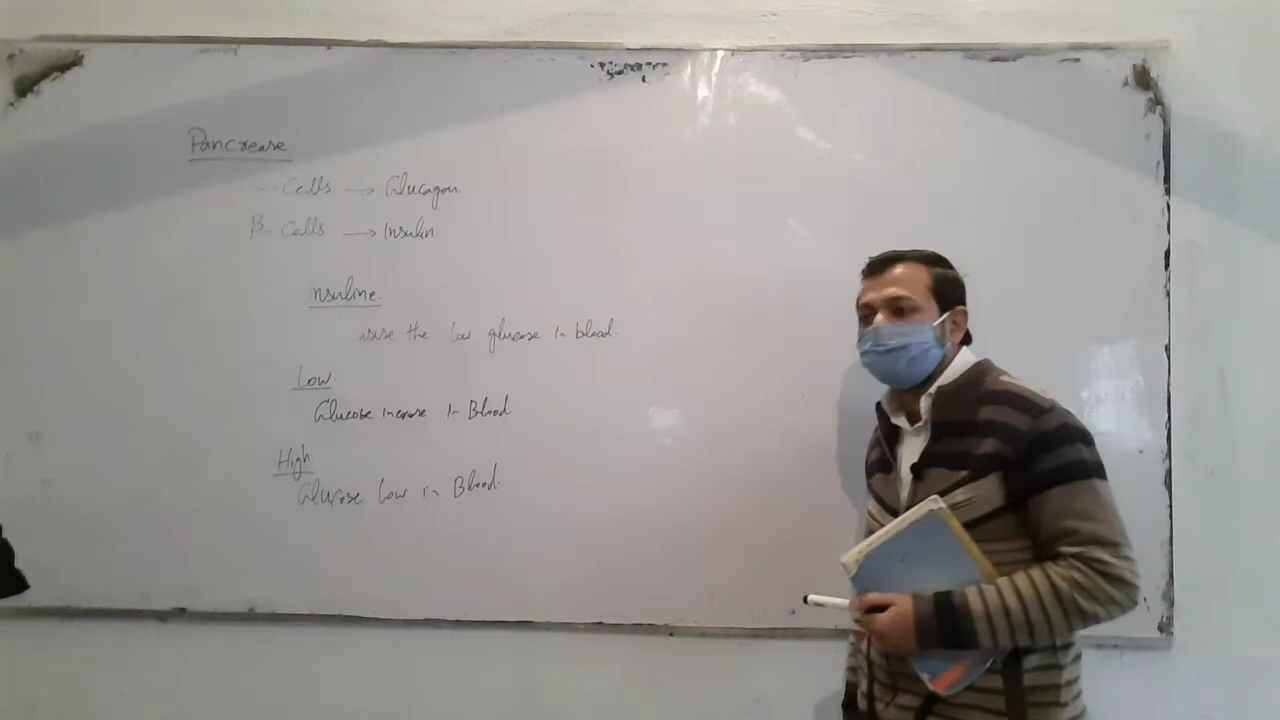 Pancrease
Cells → Glucagon
β- Cells → Insulin
Insuline.
the low glucose in blood.
Low.
Glucose increase in Blood
High
Glucose low in Blood.